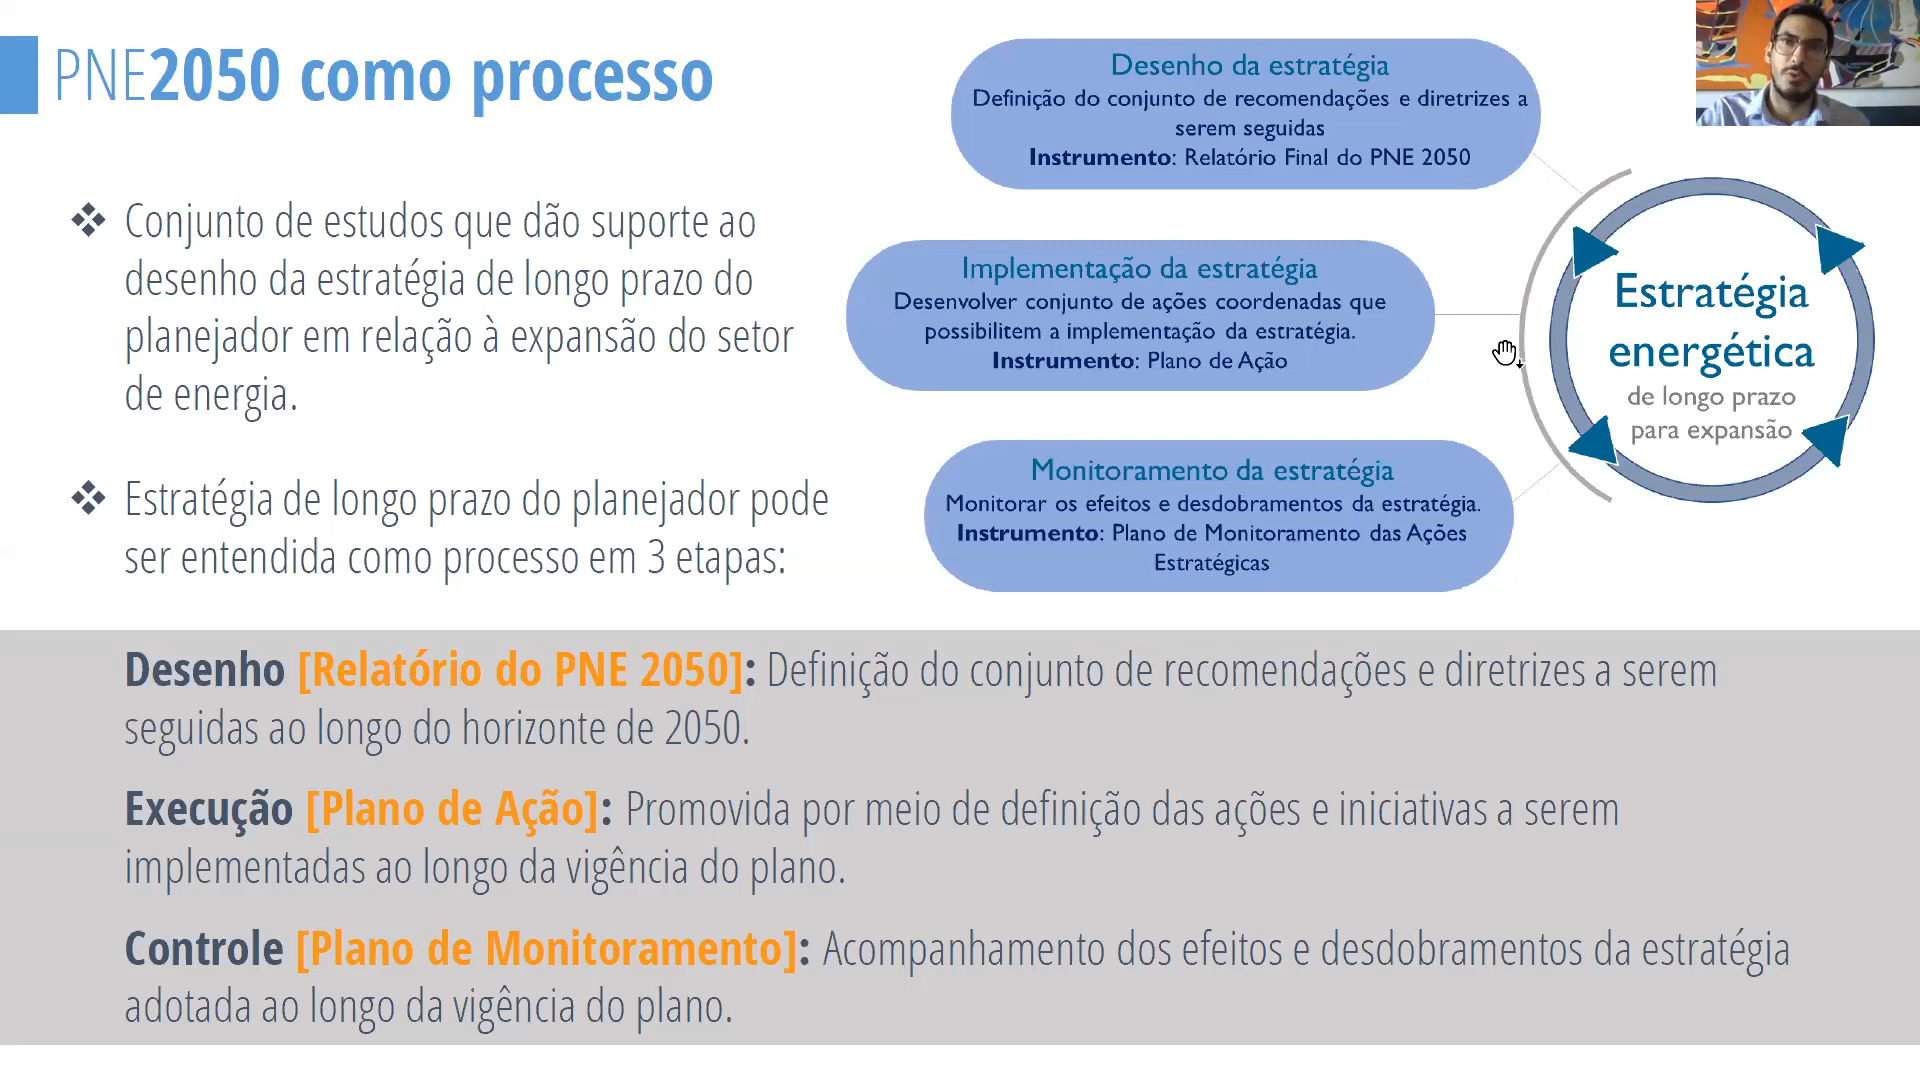 PNE2050 como processo
Conjunto de estudos que dão suporte ao
desenho da estratégia de longo prazo do
planejador em relação à expansão do setor
de energia.
Estratégia de longo prazo do planejador pode
ser entendida como processo em 3 etapas:
Desenho da estratégia
Definição do conjunto de recomendações e diretrizes a
serem seguidas
Instrumento: Relatório Final do PNE 2050
Implementação da estratégia
Desenvolver conjunto de ações coordenadas que
possibilitem a implementação da estratégia.
Instrumento: Plano de Ação
Monitoramento da estratégia
Monitorar os efeitos e desdobramentos da estratégia.
Instrumento: Plano de Monitoramento das Ações
Estratégicas
Estratégia
energética
de longo prazo
para expansão
Desenho [Relatório do PNE 2050]: Definição do conjunto de recomendações e diretrizes a serem
seguidas ao longo do horizonte de 2050.
Execução [Plano de Ação]: Promovida por meio de definição das ações e iniciativas a serem
implementadas ao longo da vigência do plano.
Controle [Plano de Monitoramento]: Acompanhamento dos efeitos e desdobramentos da estratégia
adotada ao longo da vigência do plano.